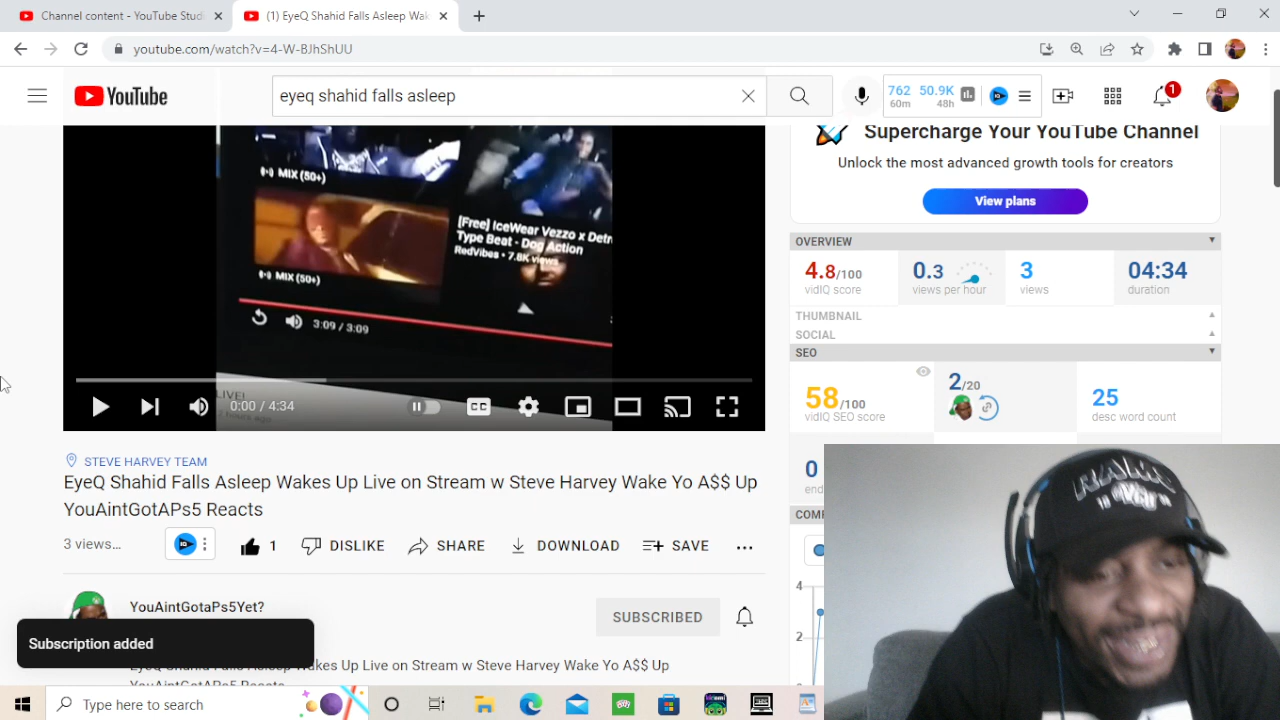 Channel content - YouTube Stud
(1) EyeQ Shahid Falls Asleep Wak
youtube.com/watch?v=4-W-BJhShUU
YouTube
eyeq shahid falls asleep
762 50.9K
60m 48h
1
MIX (50+)
[Free] IceWear Vezzo x Detr
Type Beat - Dog Action
RedVibes • 7.8K views
MIX (50+)
3:09 / 3:09
LIVE!
0:00 / 4:34
CC
Supercharge Your YouTube Channel
Unlock the most advanced growth tools for creators
View plans
OVERVIEW
4.8/100 0.3 3 04:34
vidIQ score views per hour views duration
THUMBNAIL
SOCIAL
SEO
58/100 2/20 25
vidIQ SEO score desc word count
0
end
COM
4
2
STEVE HARVEY TEAM
EyeQ Shahid Falls Asleep Wakes Up Live on Stream w Steve Harvey Wake Yo A$$ Up
YouAintGotAPs5 Reacts
3 views... 1 DISLIKE SHARE DOWNLOAD SAVE ...
YouAintGotaPs5Yet?
SUBSCRIBED
Subscription added
EyeQ Shahid Falls Asleep Wakes Up Live on Stream w Steve Harvey Wake Yo A$$ Up
YouAintGotAPs5 Reacts
Type here to search